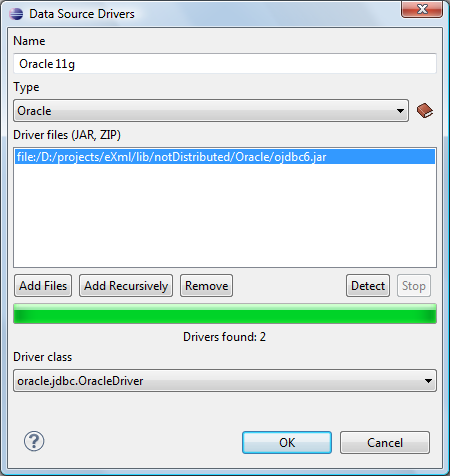 Data Source Drivers
Name
Oracle 11g
Type
Oracle
Driver files (JAR, ZIP)
file:/D:/projects/eXml/lib/notDistributed/Oracle/ojdbc6.jar
Add Files Add Recursively Remove Detect Stop
Drivers found: 2
Driver class
oracle.jdbc.OracleDriver
? OK Cancel